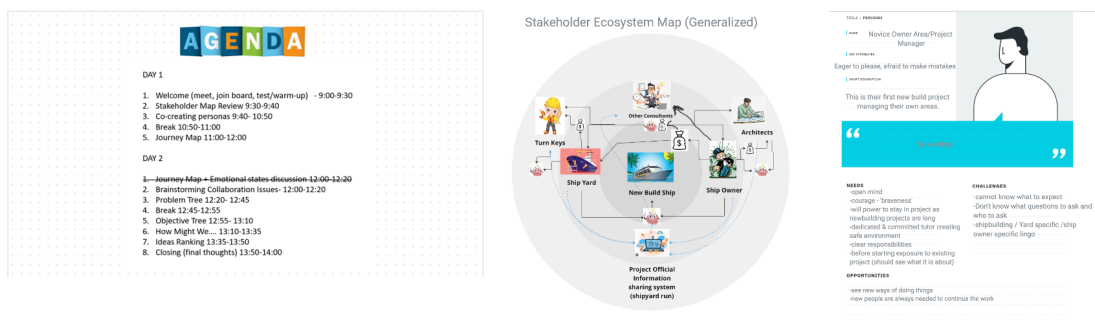 AGENDA
DAY 1
1. Welcome (meet, join board, test/warm-up) - 9:00-9:30
2. Stakeholder Map Review 9:30-9:40
3. Co-creating personas 9:40- 10:50
4. Break 10:50-11:00
5. Journey Map 11:00-12:00
DAY 2
1. Journey Map + Emotional states discussion 12:00-12:20
2. Brainstorming Collaboration Issues- 12:00-12:20
3. Problem Tree 12:20- 12:45
4. Break 12:45-12:55
5. Objective Tree 12:55- 13:10
6. How Might We.... 13:10-13:35
7. Ideas Ranking 13:35-13:50
8. Closing (final thoughts) 13:50-14:00
Stakeholder Ecosystem Map (Generalized)
Other Consultants
Turn Keys
Architects
$
Ship Yard
New Build Ship
Ship Owner
Project Official
Information
sharing system
(shipyard run)
TOOLS | PERSONAS
NAME
Novice Owner Area/Project
Manager
KEY ATTRIBUTES
Eager to please, afraid to make mistakes
SHORT DESCRIPTION
This is their first new build project
managing their own areas.
“
”
NEEDS
-open mind
-courage - 'braveness'
-will power to stay in project as
newbuilding projects are long
-dedicated & committed tutor creating
safe environment
-clear responsibilities
-before starting exposure to existing
project (should see what it is about)
CHALLENGES
-cannot know what to expect
-Don't know what questions to ask and
who to ask
-shipbuilding / Yard specific /ship
owner specific lingo
OPPORTUNITIES
-see new ways of doing things
-new people are always needed to continue the work